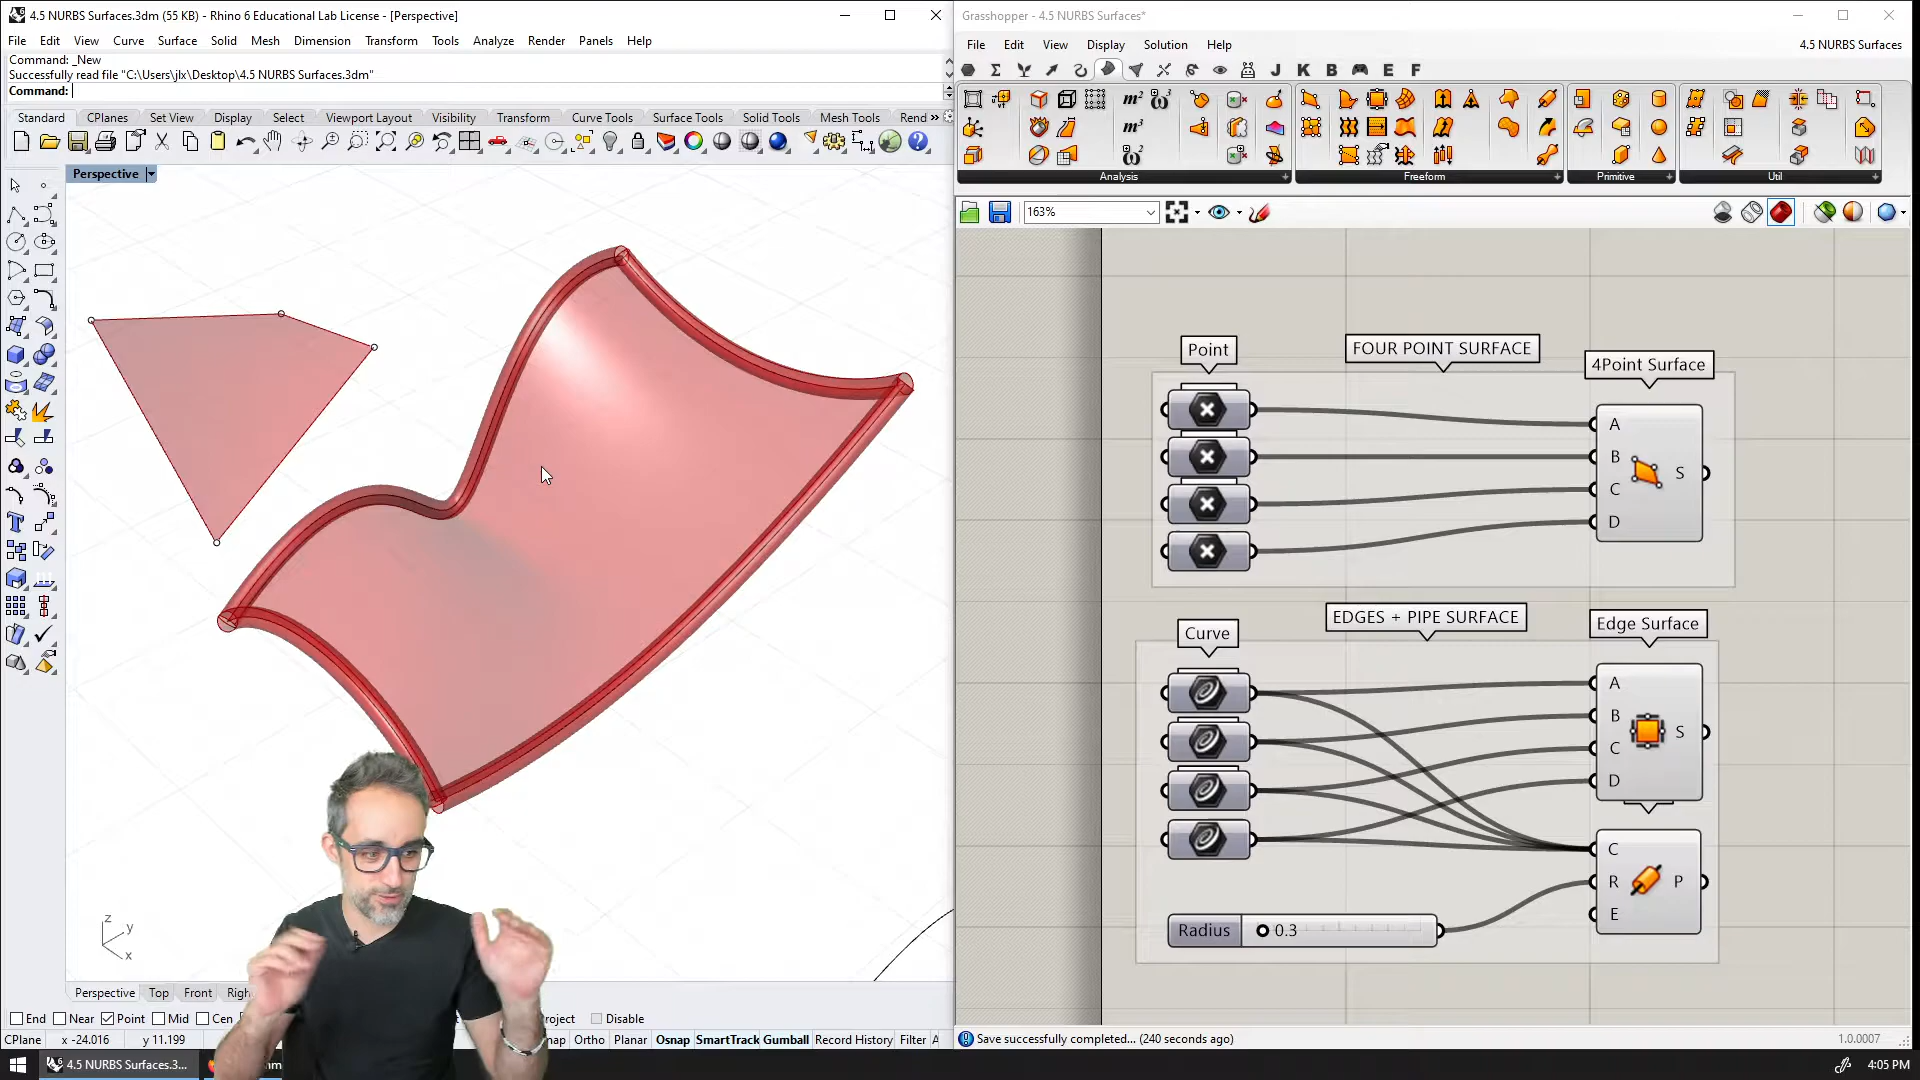 4.5 NURBS Surfaces.3dm (55 KB) - Rhino 6 Educational Lab License - [Perspective]
File Edit View Curve Surface Solid Mesh Dimension Transform Tools Analyze Render Panels Help
Command: _New
Successfully read file "C:\Users\jlx\Desktop\4.5 NURBS Surfaces.3dm"
Command:
Standard CPlanes Set View Display Select Viewport Layout Visibility Transform Curve Tools Surface Tools Solid Tools Mesh Tools Rend »
Perspective
z
y
x
Perspective Top Front Righ
End Near Point Mid Cen roject Disable
CPlane x -24.016 y 11.199 nap Ortho Planar Osnap SmartTrack Gumball Record History Filter A
Grasshopper - 4.5 NURBS Surfaces*
File Edit View Display Solution Help 4.5 NURBS Surfaces
J K B E F
m² ω³
m³
ω²
Analysis Freeform Primitive Util
163%
Point FOUR POINT SURFACE 4Point Surface
A
B
C
D
S
Curve EDGES + PIPE SURFACE Edge Surface
A
B
C
D
S
C
R
E
P
Radius 0.3
Save successfully completed... (240 seconds ago) 1.0.0007
4.5 NURBS Surfaces.3... mm 4:05 PM